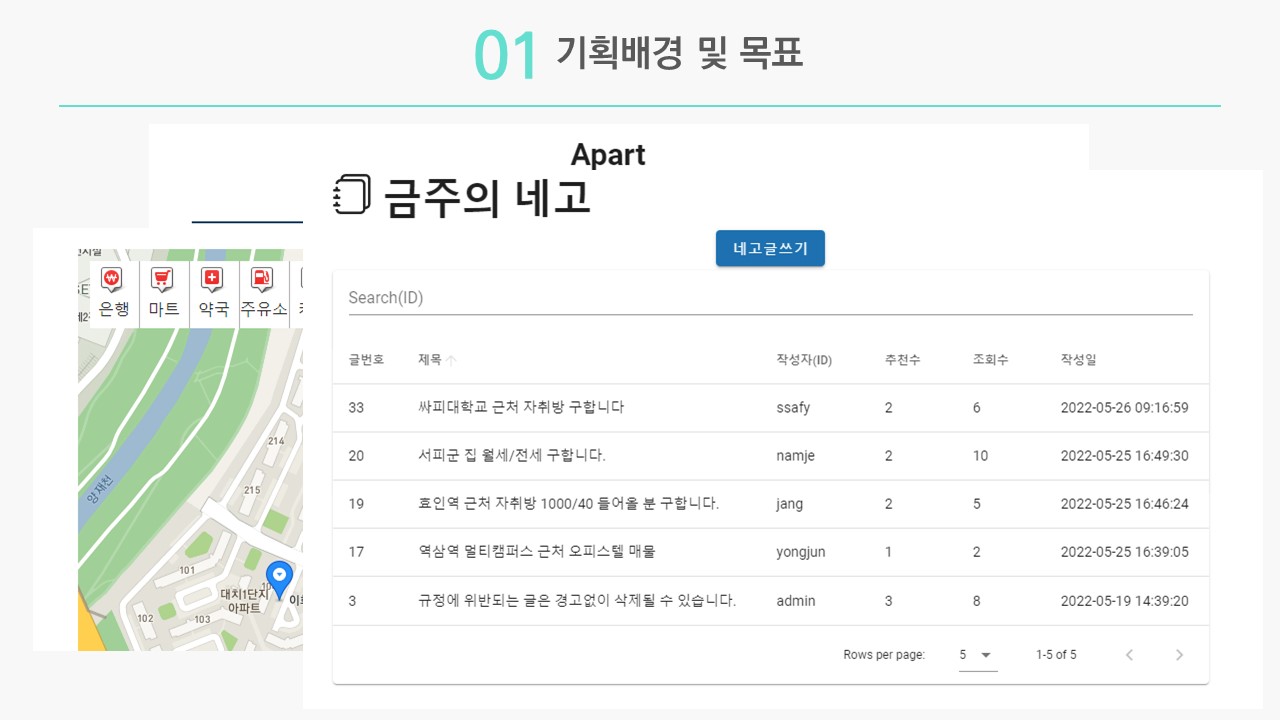 01 기획배경 및 목표
Apart
금주의 네고
네고글쓰기
은행 마트 약국 주유소
214
215
양재천
101
대치1단지
아파트
102
103
Search(ID)
글번호 제목 작성자(ID) 추천수 조회수 작성일
33 싸피대학교 근처 자취방 구합니다 ssafy 2 6 2022-05-26 09:16:59
20 서피군 집 월세/전세 구합니다. namje 2 10 2022-05-25 16:49:30
19 효인역 근처 자취방 1000/40 들어올 분 구합니다. jang 2 5 2022-05-25 16:46:24
17 역삼역 멀티캠퍼스 근처 오피스텔 매물 yongjun 1 2 2022-05-25 16:39:05
3 규정에 위반되는 글은 경고없이 삭제될 수 있습니다. admin 3 8 2022-05-19 14:39:20
Rows per page: 5 1-5 of 5